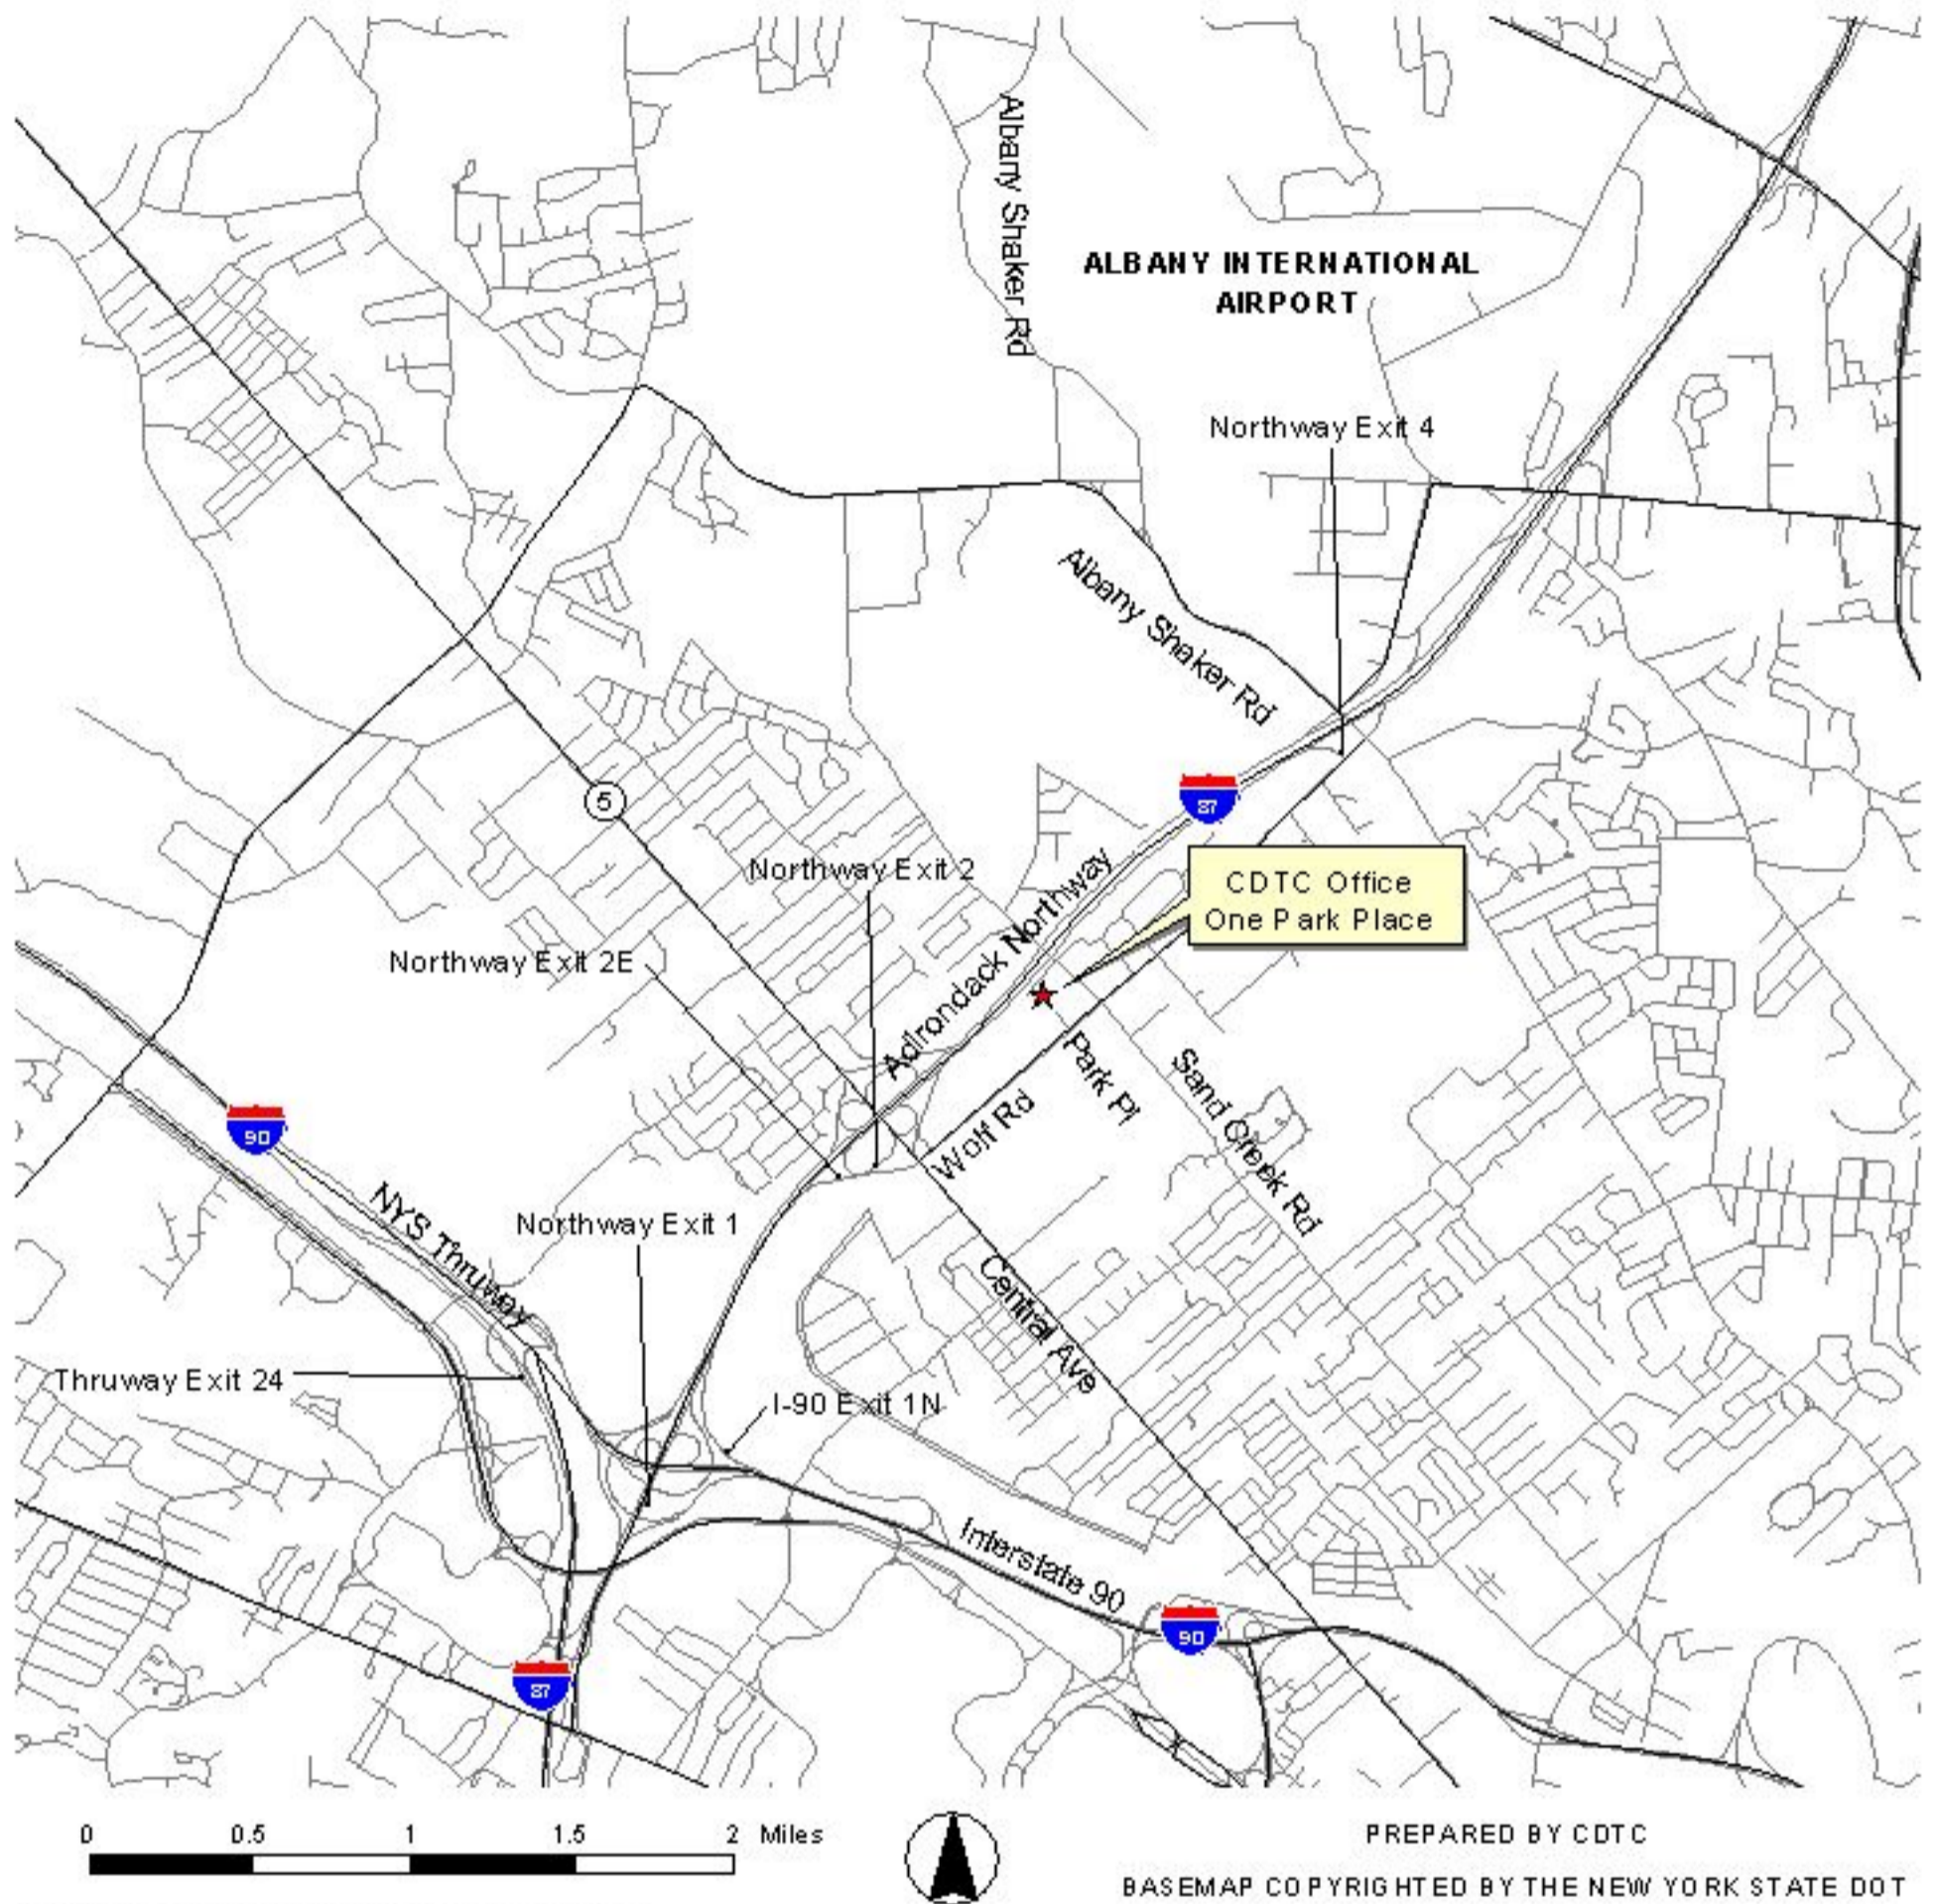 Albany Shaker Rd
ALBANY INTERNATIONAL
AIRPORT
Northway Exit 4
Albany Shaker Rd
87
5
Northway Exit 2
CDTC Office
One Park Place
Adirondack Northway
Northway Exit 2E
Park Pl
Sand Creek Rd
Wolf Rd
90
NYS Thruway
Northway Exit 1
Central Ave
Thruway Exit 24
I-90 Exit 1N
Interstate 90
90
87
0 0.5 1 1.5 2 Miles
PREPARED BY CDTC
BASEMAP COPYRIGHTED BY THE NEW YORK STATE DOT